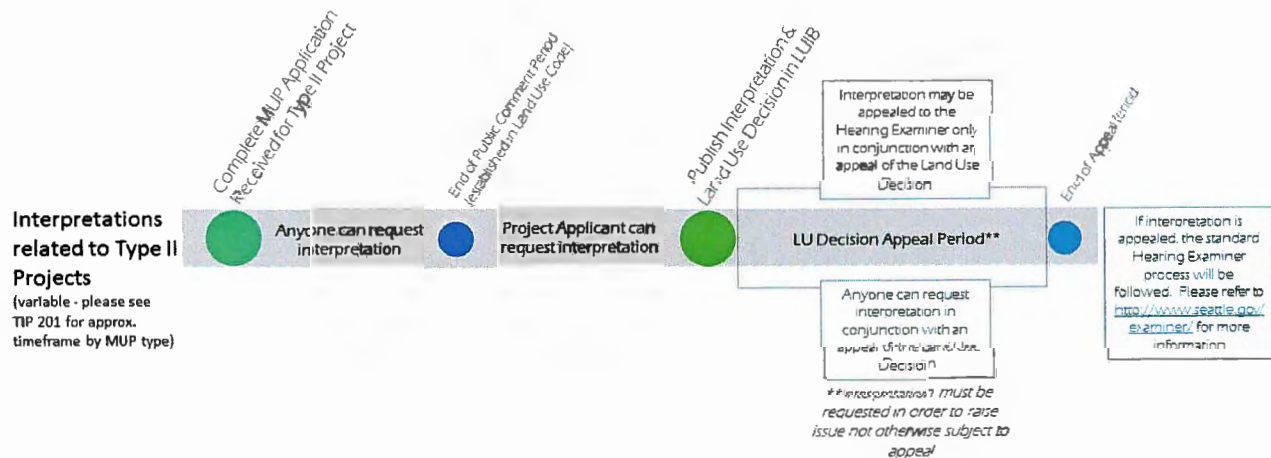 Complete MUP Application
Received for Type II Project
End of Public Comment Period
(established in Land Use Code)
Publish Interpretation &
Land Use Decision in LUIB
Interpretation may be
appealed to the
Hearing Examiner only
in conjunction with an
appeal of the Land Use
Decision
End of Appeal Period
Interpretations
related to Type II
Projects
(variable - please see
TIP 201 for approx.
timeframe by MUP type)
Anyone can request
interpretation
Project Applicant can
request interpretation
LU Decision Appeal Period**
If interpretation is
appealed, the standard
Hearing Examiner
process will be
followed. Please refer to
http://www.seattle.gov/
examiner/ for more
information
Anyone can request
interpretation in
conjunction with an
appeal of the Land Use
Decision
**Interpretation must be
requested in order to raise
issue not otherwise subject to
appeal